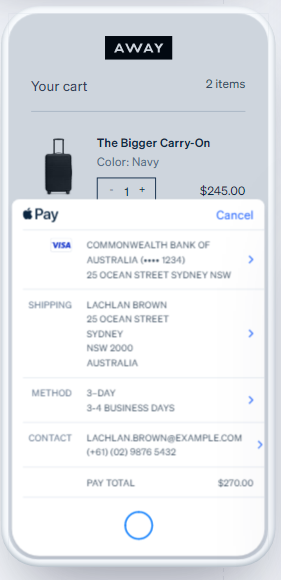 AWAY
Your cart 2 items
The Bigger Carry-On
Color: Navy
- 1 + $245.00
Pay Cancel
VISA COMMONWEALTH BANK OF
AUSTRALIA (•••• 1234)
25 OCEAN STREET SYDNEY NSW
SHIPPING LACHLAN BROWN
25 OCEAN STREET
SYDNEY
NSW 2000
AUSTRALIA
METHOD 3-DAY
3-4 BUSINESS DAYS
CONTACT LACHLAN.BROWN@EXAMPLE.COM
(+61) (02) 9876 5432
PAY TOTAL $270.00